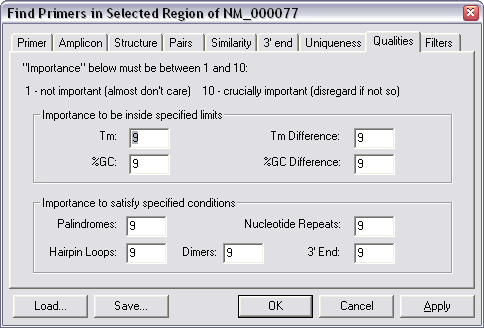 Find Primers in Selected Region of NM_000077
Primer Amplicon Structure Pairs Similarity 3' end Uniqueness Qualities Filters
"Importance" below must be between 1 and 10:
1 - not important (almost don't care) 10 - crucially important (disregard if not so)
Importance to be inside specified limits
Tm: 9 Tm Difference: 9
%GC: 9 %GC Difference: 9
Importance to satisfy specified conditions
Palindromes: 9 Nucleotide Repeats: 9
Hairpin Loops: 9 Dimers: 9 3' End: 9
Load... Save... OK Cancel Apply